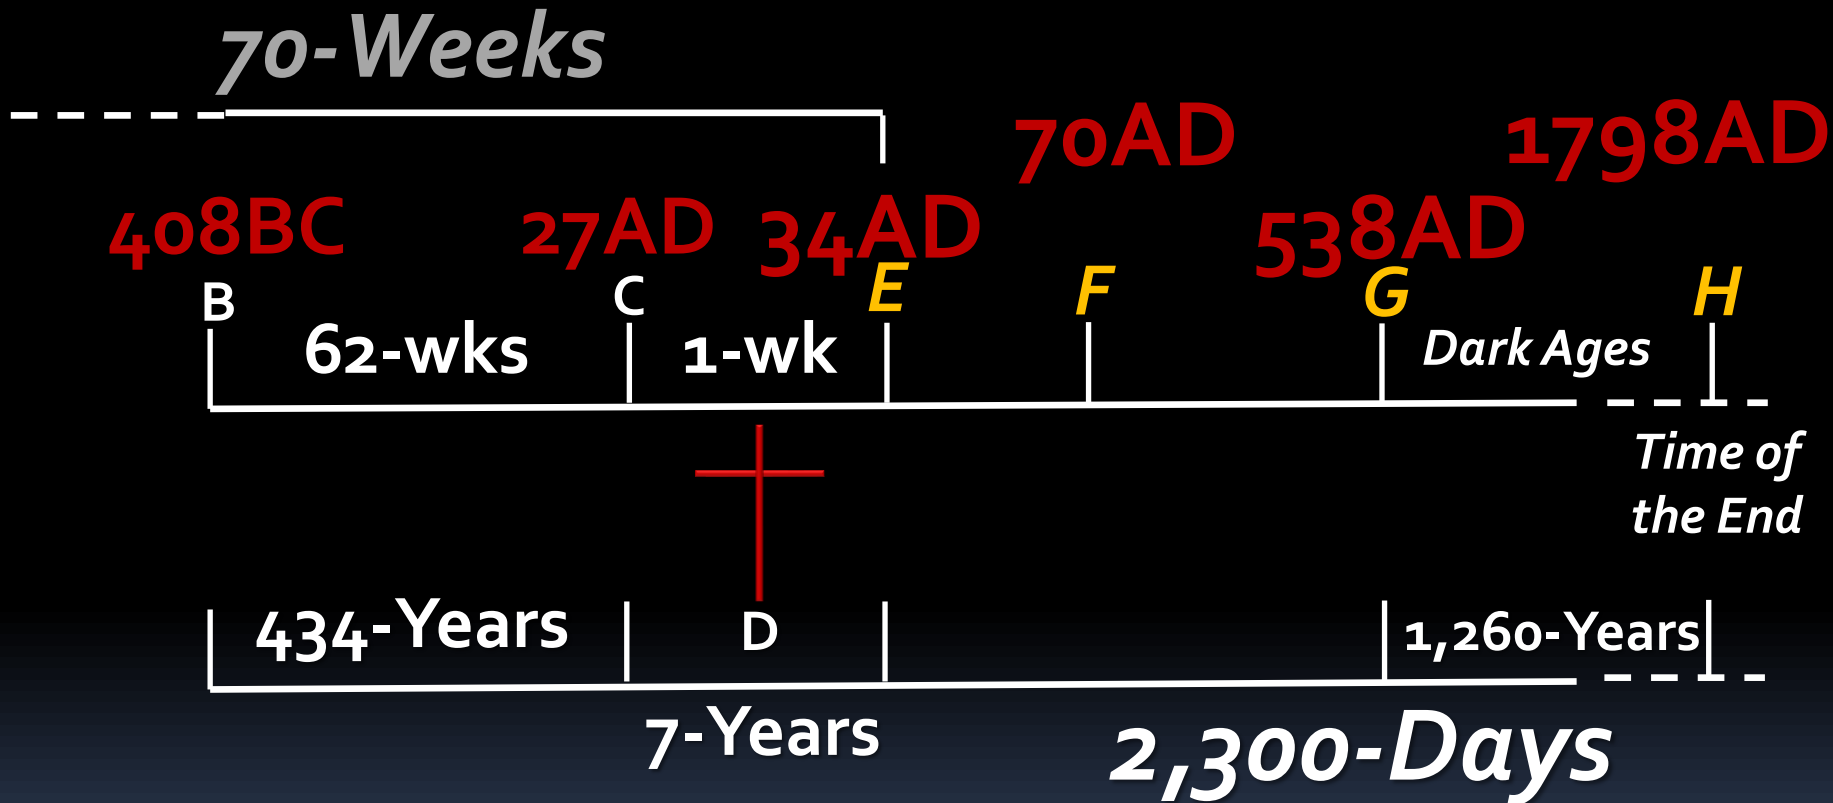 70-Weeks
70AD 1798AD
408BC 27AD 34AD 538AD
B C E F G H
62-wks 1-wk Dark Ages
Time of
the End
434-Years D 1,260-Years
7-Years 2,300-Days